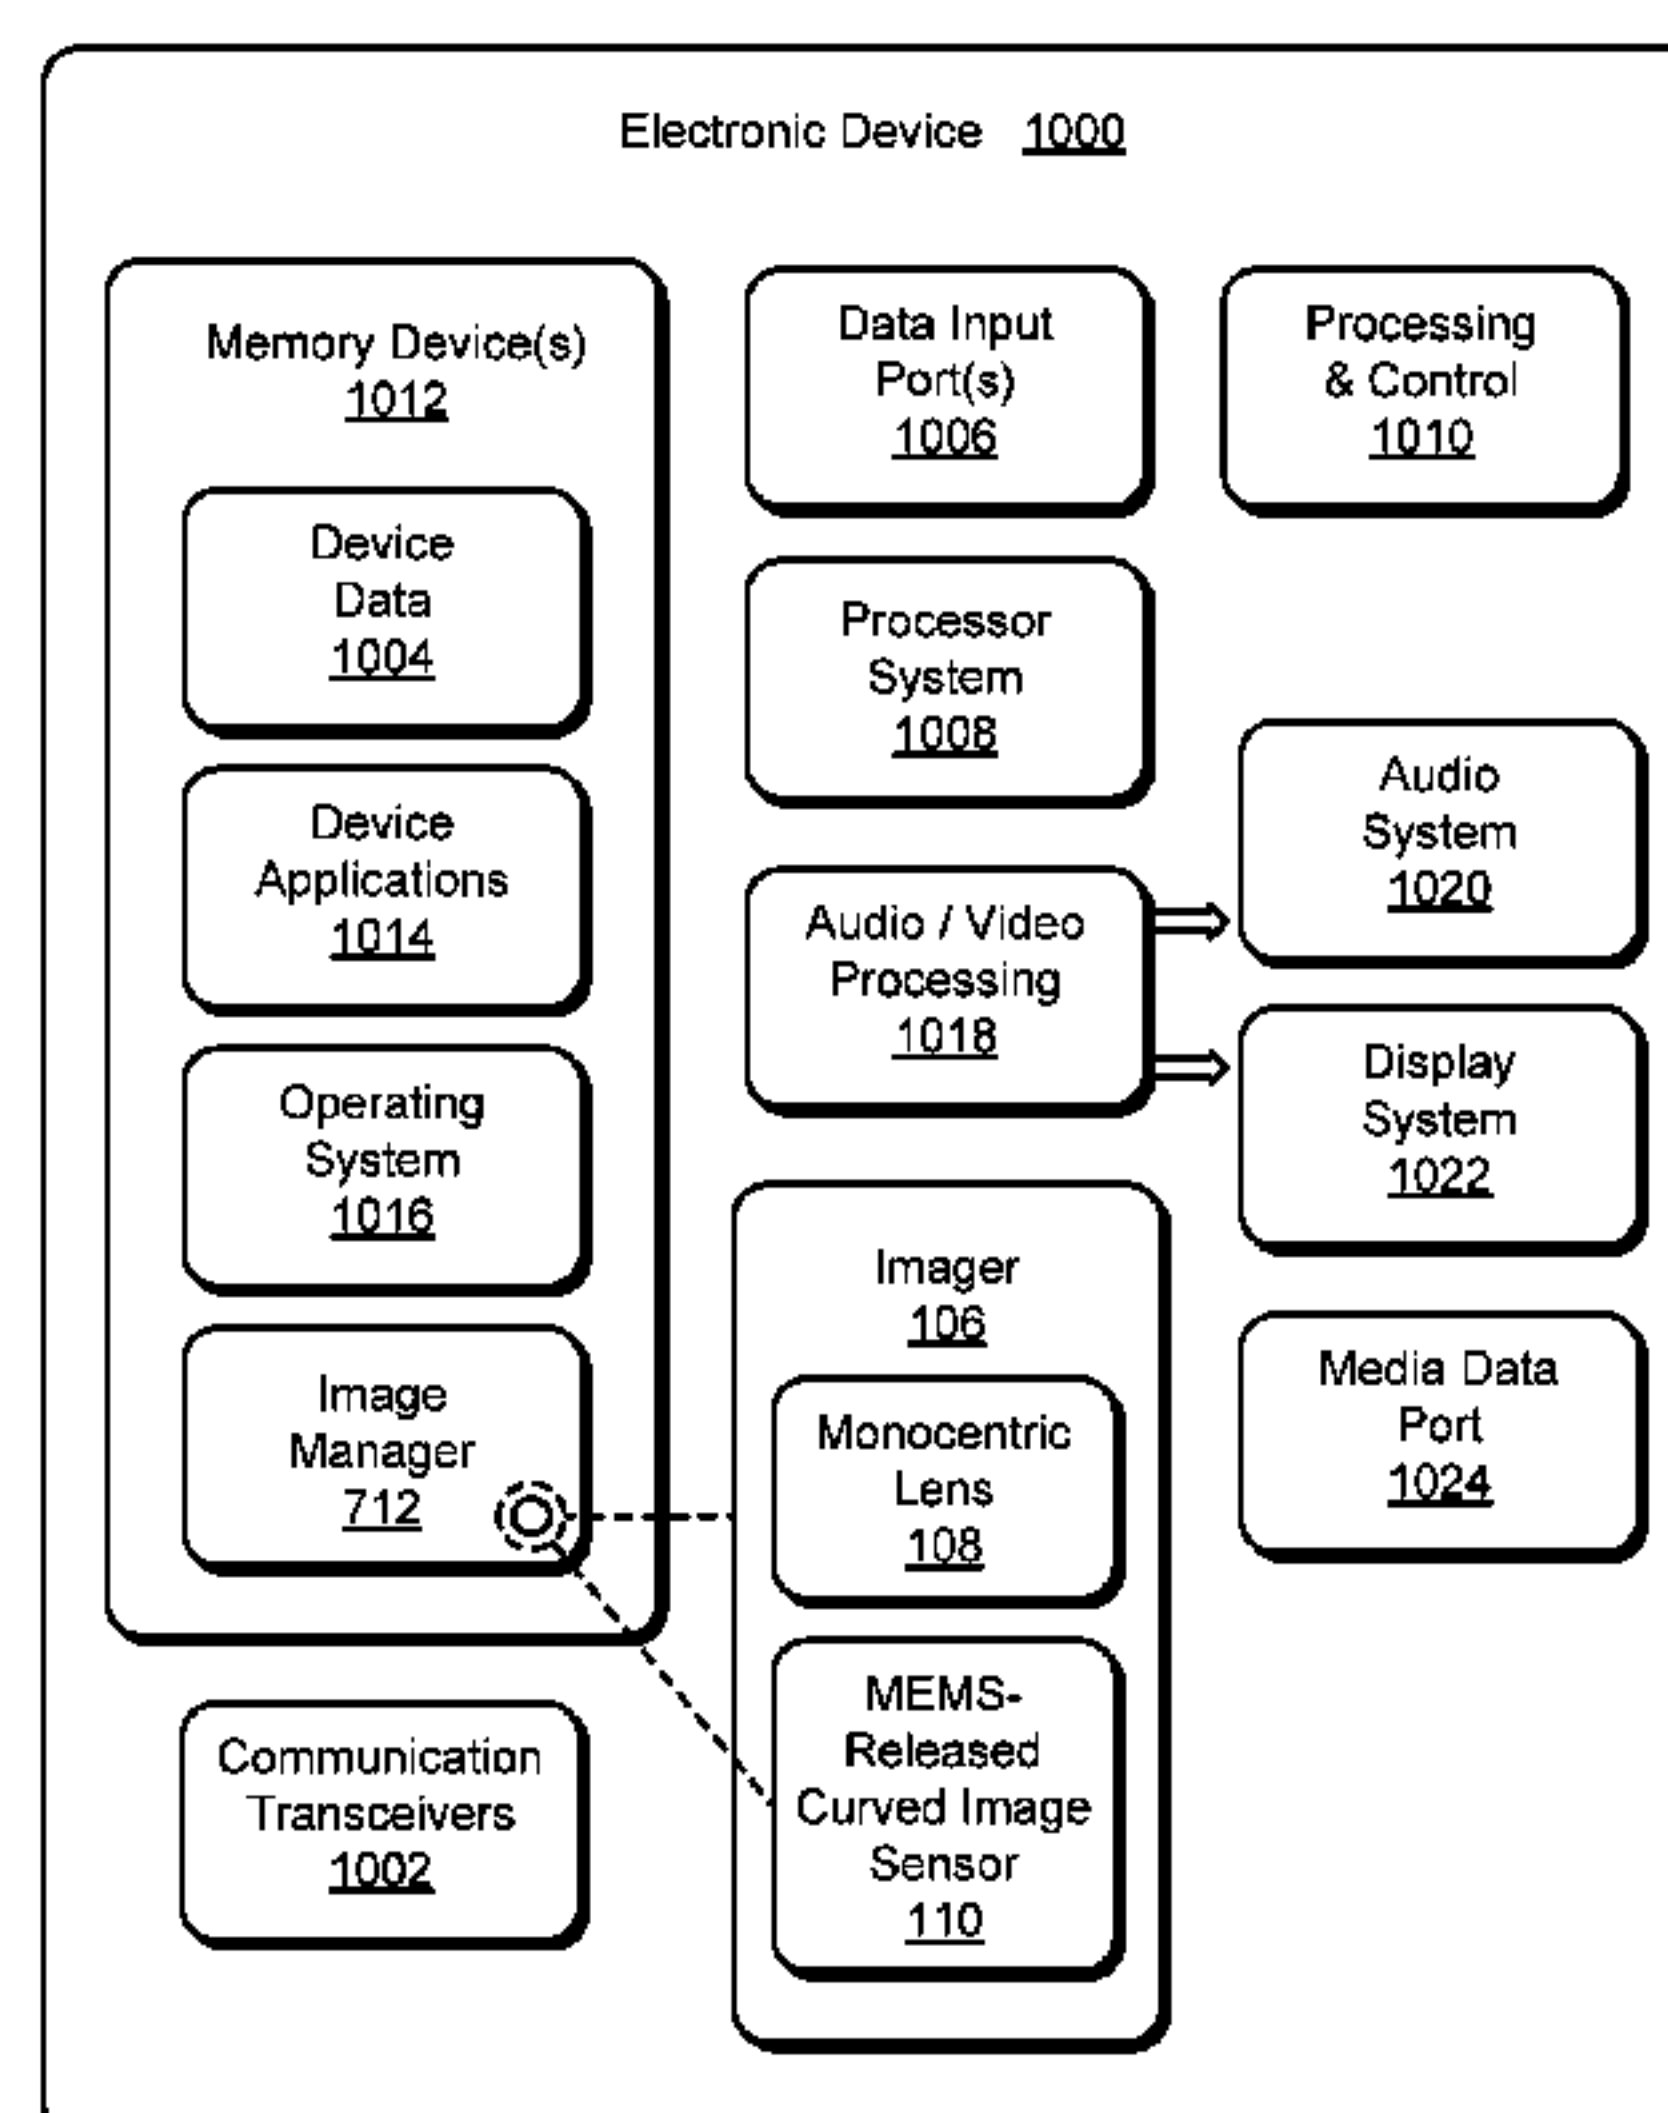 Electronic Device 1000
Memory Device(s)
1012
Device
Data
1004
Device
Applications
1014
Operating
System
1016
Image
Manager
712
Communication
Transceivers
1002
Data Input
Port(s)
1006
Processor
System
1008
Audio / Video
Processing
1018
Imager
106
Monocentric
Lens
108
MEMS-
Released
Curved Image
Sensor
110
Processing
& Control
1010
Audio
System
1020
Display
System
1022
Media Data
Port
1024